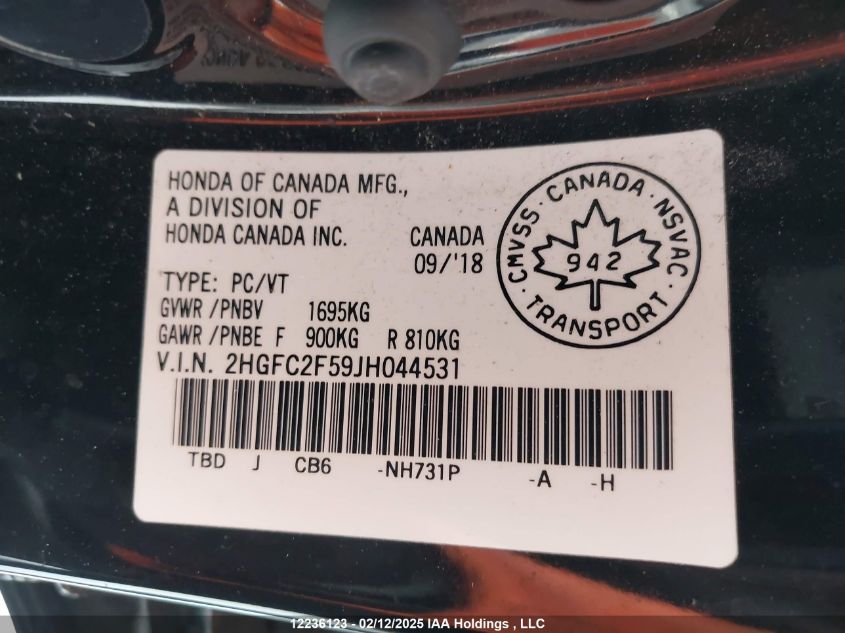 HONDA OF CANADA MFG.,
A DIVISION OF
HONDA CANADA INC.
CANADA
09/'18
TYPE: PC/VT
GVWR /PNBV 1695KG
GAWR /PNBE F 900KG R 810KG
V.I.N. 2HGFC2F59JH044531
TBD J CB6 -NH731P -A -H
CMVSS · CANADA · NSVAC
942
· TRANSPORT ·
12236123 - 02/12/2025 IAA Holdings , LLC